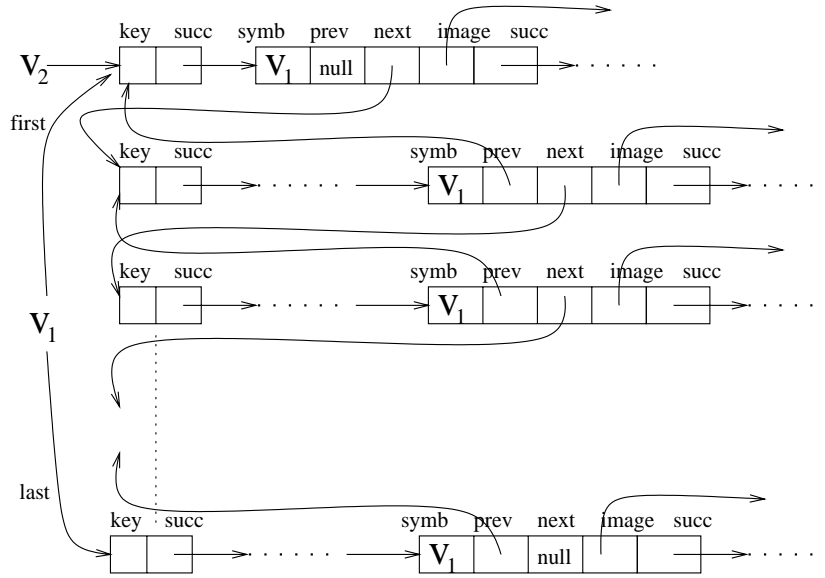 key succ symb prev next image succ
V2 V1 null
first
key succ symb prev next image succ
V1
key succ symb prev next image succ
V1
V1
last
key succ symb prev next image succ
V1 null